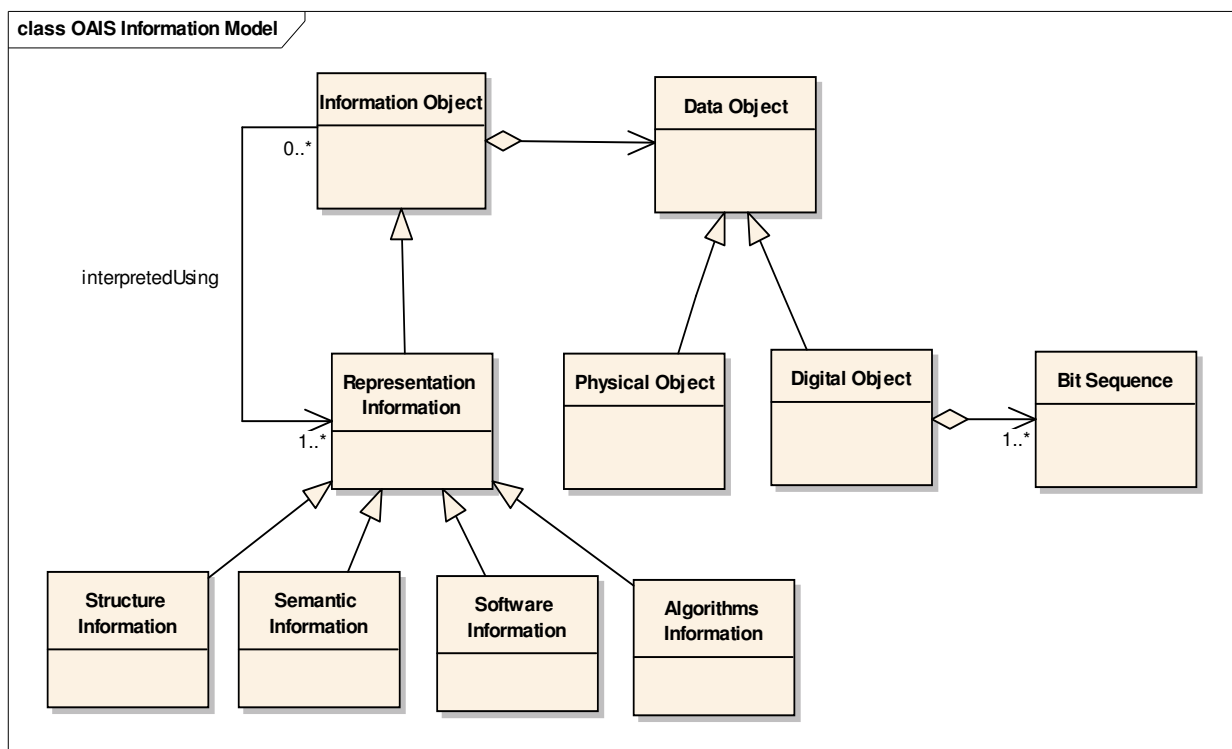 class OAIS Information Model
Information Object
Data Object
0..*
interpretedUsing
Representation
Information
1..*
Physical Object
Digital Object
Bit Sequence
1..*
Structure
Information
Semantic
Information
Software
Information
Algorithms
Information